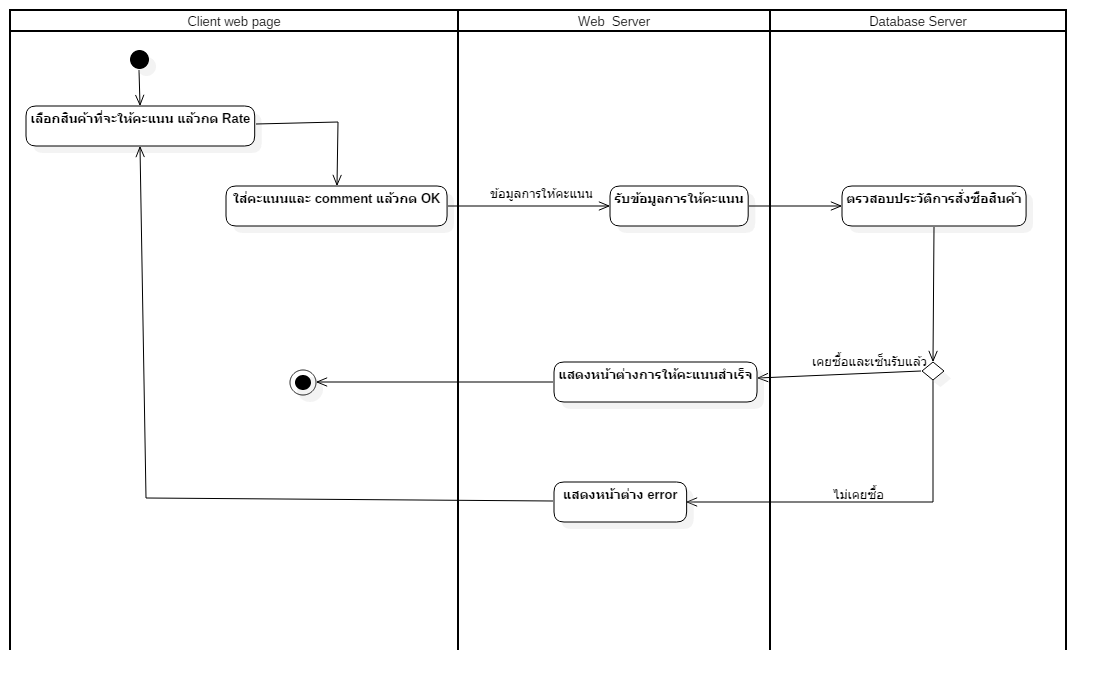 Client web page
Web  Server
Database Server
เลือกสินค้าที่จะให้คะแนน แล้วกด Rate
ใส่คะแนนและ comment แล้วกด OK
ข้อมูลการให้คะแนน
รับข้อมูลการให้คะแนน
ตรวสอบประวัติการสั่งซื้อสินค้า
เคยซื้อและเซ็นรับแล้ว
แสดงหน้าต่างการให้คะแนนสำเร็จ
แสดงหน้าต่าง error
ไม่เคยซื้อ